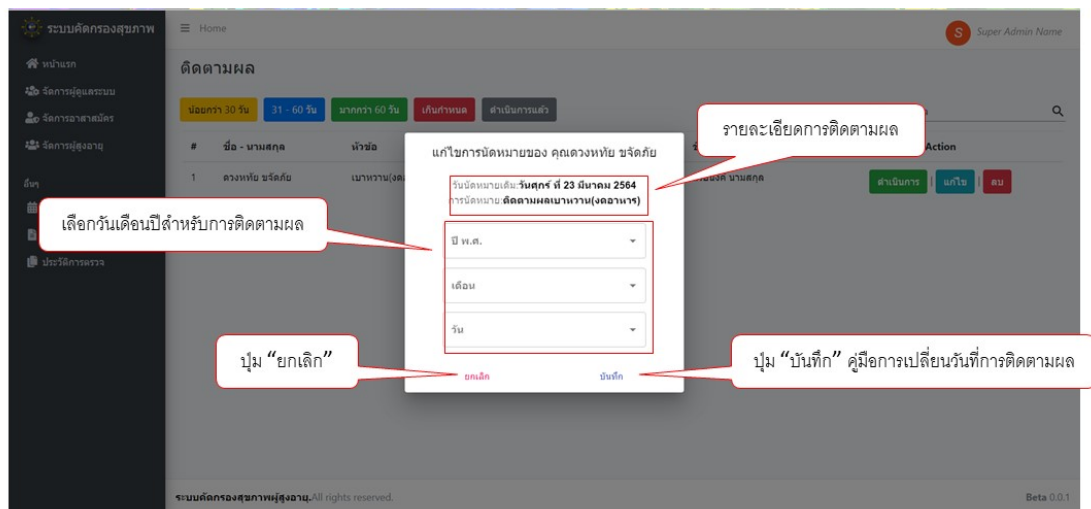 ระบบคัดกรองสุขภาพ
Home
Super Admin Name
หน้าแรก
จัดการผู้ดูแลระบบ
จัดการอาสาสมัคร
จัดการผู้สูงอายุ
อื่นๆ
ประวัติการตรวจ
ติดตามผล
น้อยกว่า 30 วัน 31 - 60 วัน มากกว่า 60 วัน เกินกำหนด ดำเนินการแล้ว
# ชื่อ - นามสกุล หัวข้อ Action
1 ดวงหทัย ขจัดภัย นามสกุล ดำเนินการ | แก้ไข | ลบ
รายละเอียดการติดตามผล
แก้ไขการนัดหมายของ คุณดวงหทัย ขจัดภัย
วันนัดหมายเดิม:วันศุกร์ ที่ 23 มีนาคม 2564
การนัดหมาย:ติดตามผลเบาหวาน(งดอาหาร)
เลือกวันเดือนปีสำหรับการติดตามผล
ปี พ.ศ.
เดือน
วัน
ยกเลิก บันทึก
ปุ่ม “ยกเลิก”
ปุ่ม “บันทึก” คู่มือการเปลี่ยนวันที่การติดตามผล
ระบบคัดกรองสุขภาพผู้สูงอายุ.All rights reserved. Beta 0.0.1